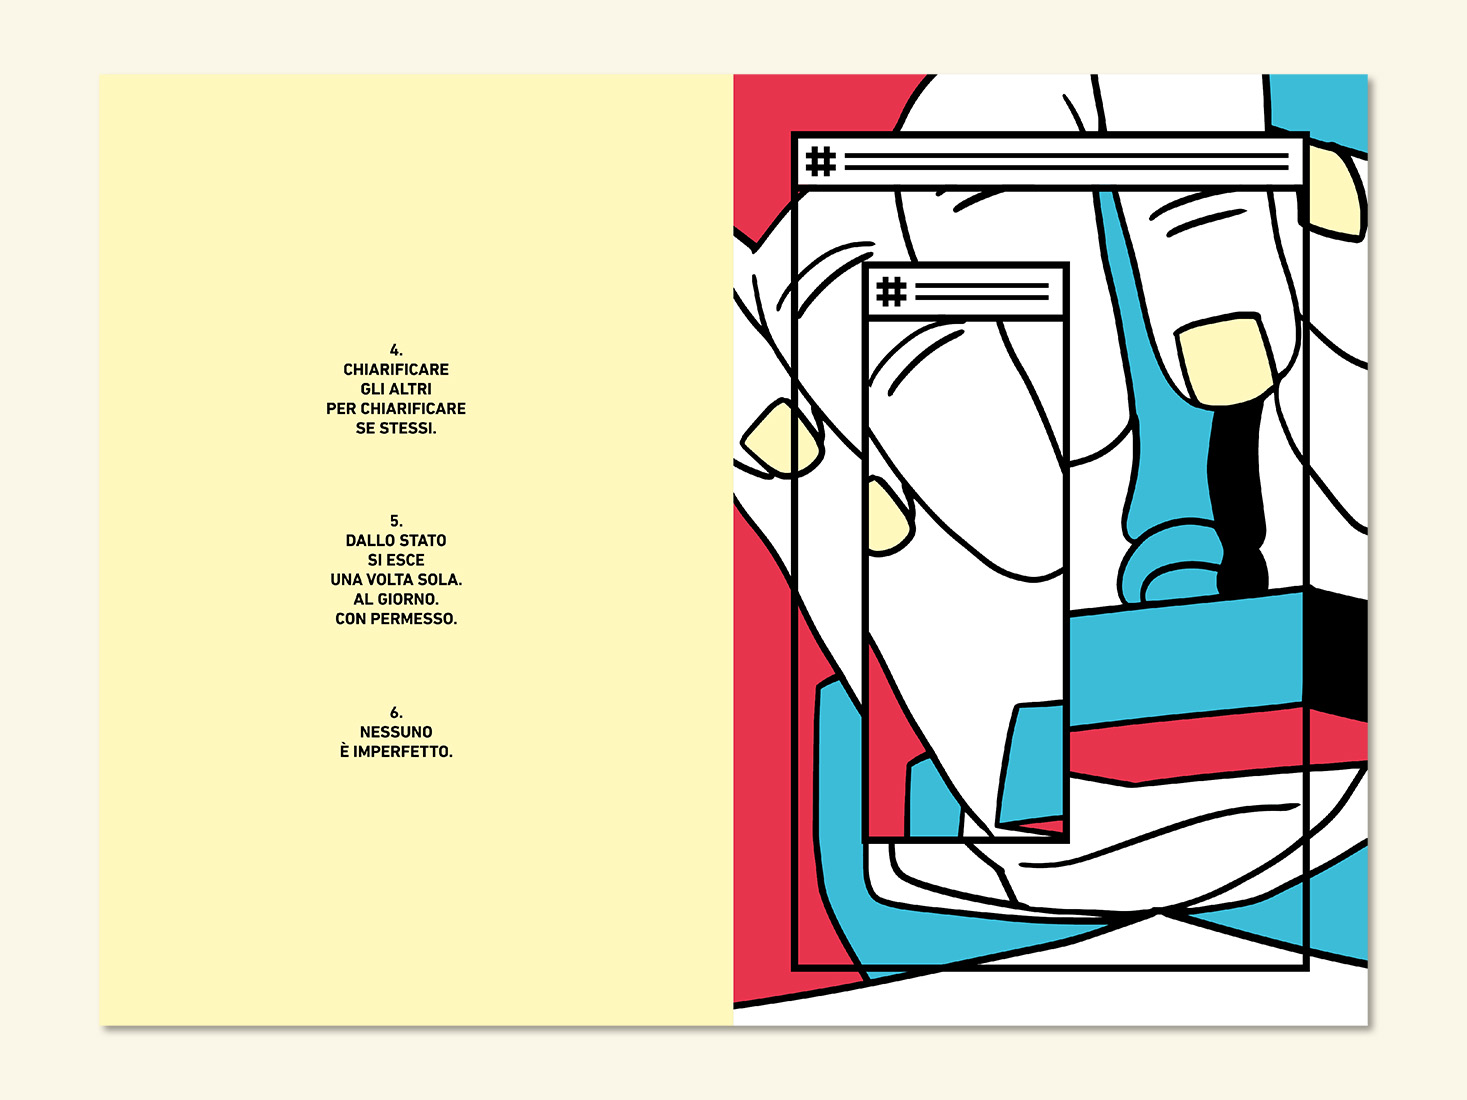 4.
CHIARIFICARE
GLI ALTRI
PER CHIARIFICARE
SE STESSI.
5.
DALLO STATO
SI ESCE
UNA VOLTA SOLA.
AL GIORNO.
CON PERMESSO.
6.
NESSUNO
È IMPERFETTO.
#
#